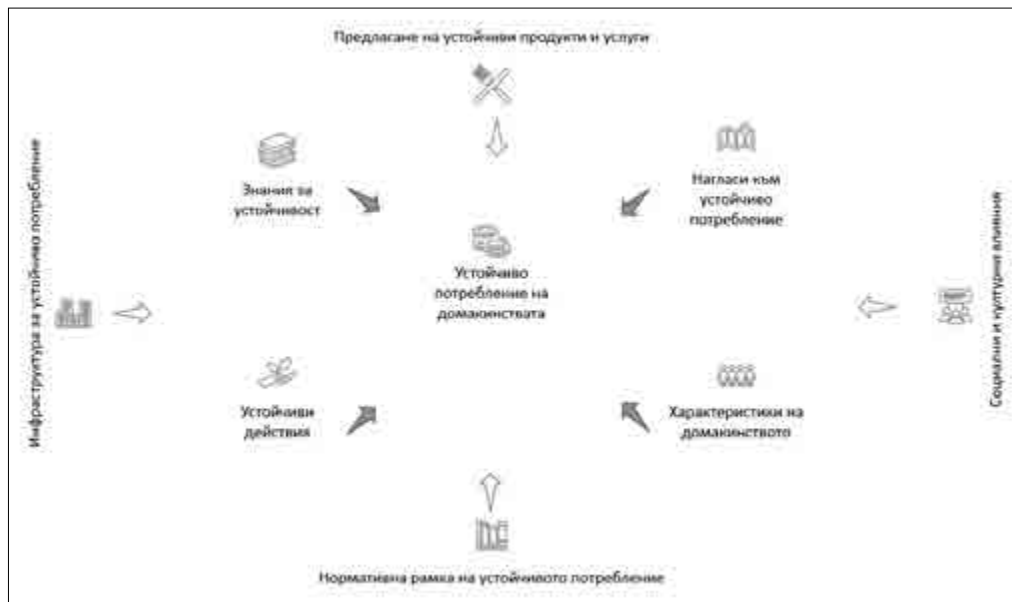 Предлагане на устойчиви продукти и услуги
Инфраструктура за устойчиво потребление
Знания за
устойчивост
Нагласи към
устойчиво
потребление
Устойчиво
потребление на
домакинствата
Социални и културни влияния
Устойчиви
действия
Характеристики на
домакинството
Нормативна рамка на устойчивото потребление